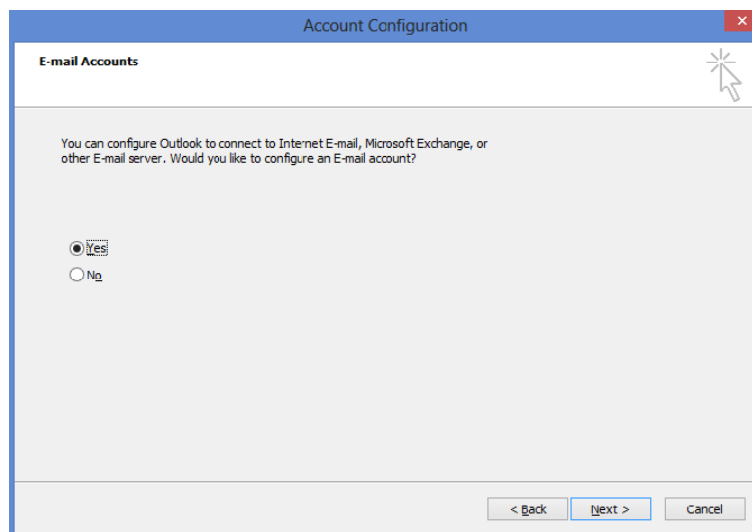 Account Configuration
E-mail Accounts
You can configure Outlook to connect to Internet E-mail, Microsoft Exchange, or
other E-mail server. Would you like to configure an E-mail account?
Yes
No
< Back Next > Cancel